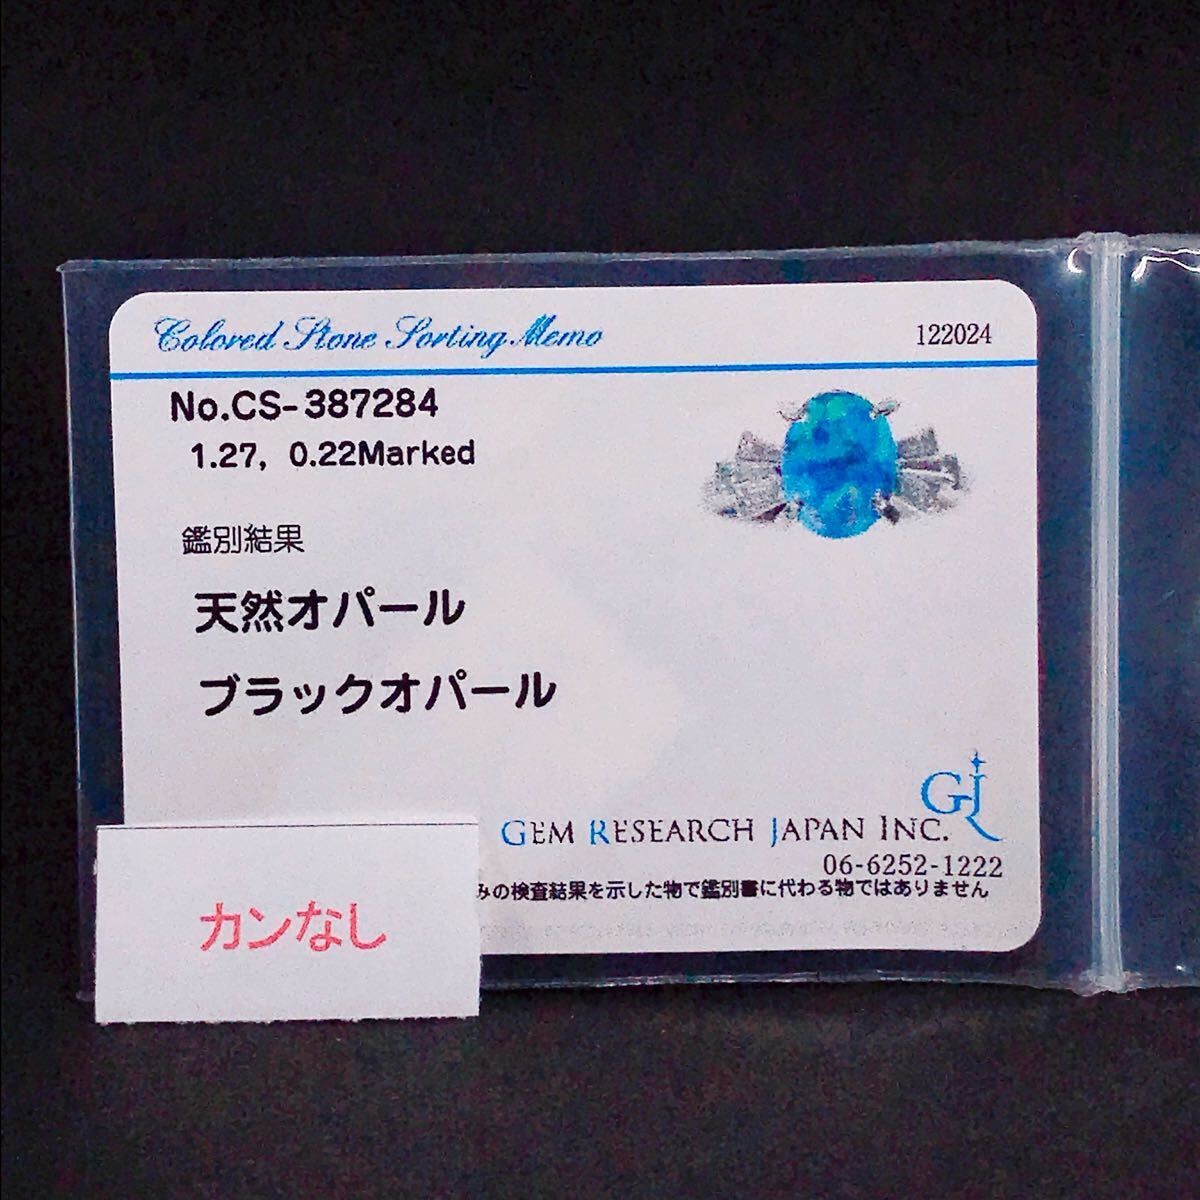 Colored Stone Sorting Memo 122024
No.CS-387284
1.27, 0.22Marked
鑑別結果
天然オパール
ブラックオパール
GJR
GEM RESEARCH JAPAN INC.
06-6252-1222
みの検査結果を示した物で鑑別書に代わる物ではありません
カンなし